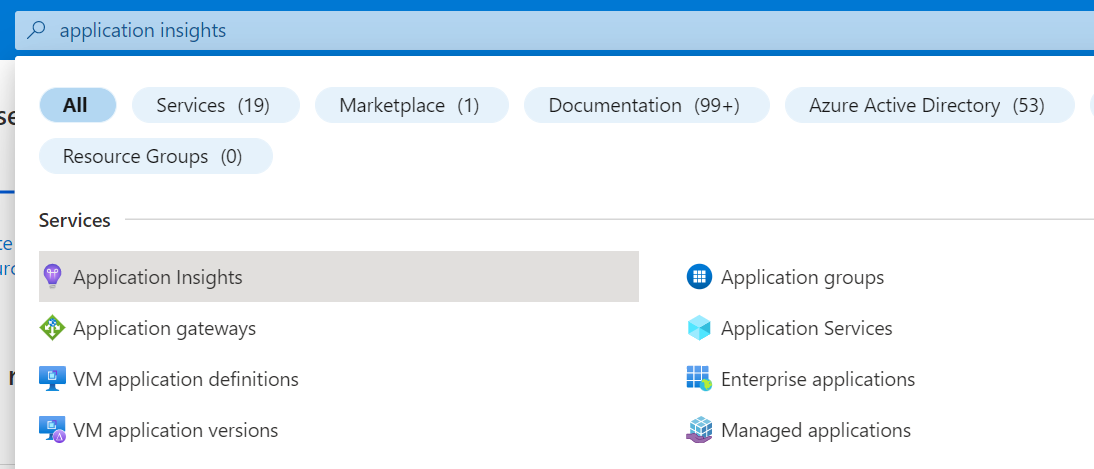 application insights
All Services (19) Marketplace (1) Documentation (99+) Azure Active Directory (53)
Resource Groups (0)
Services
Application Insights Application groups
Application gateways Application Services
VM application definitions Enterprise applications
VM application versions Managed applications